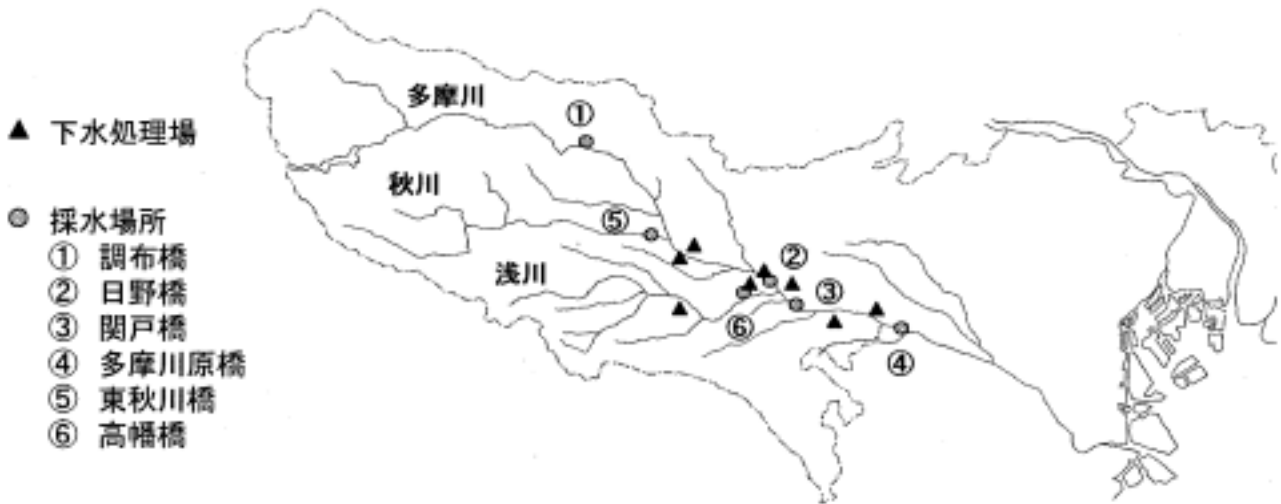 ▲ 下水処理場
採水場所
① 調布橋
② 日野橋
③ 関戸橋
④ 多摩川原橋
⑤ 東秋川橋
⑥ 高幡橋
多摩川
①
秋川
⑤
浅川
②
③
⑥
④